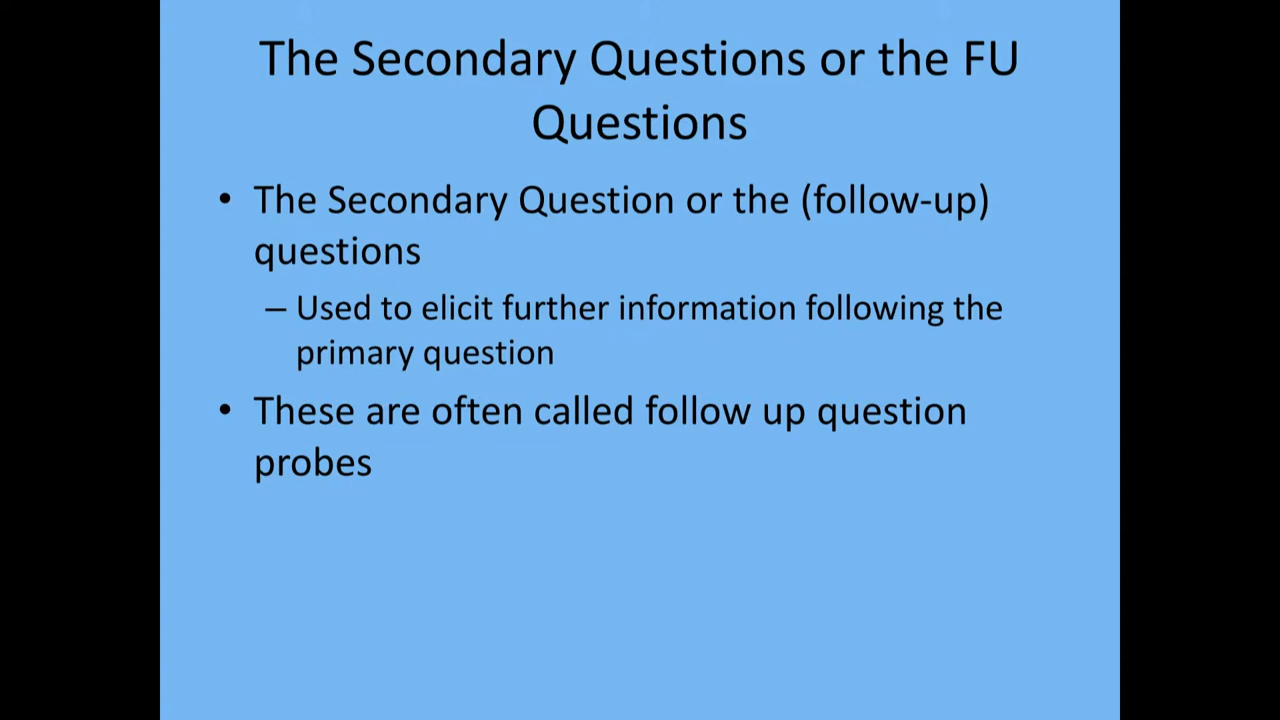 The Secondary Questions or the FU
Questions
• The Secondary Question or the (follow-up)
questions
– Used to elicit further information following the
primary question
• These are often called follow up question
probes